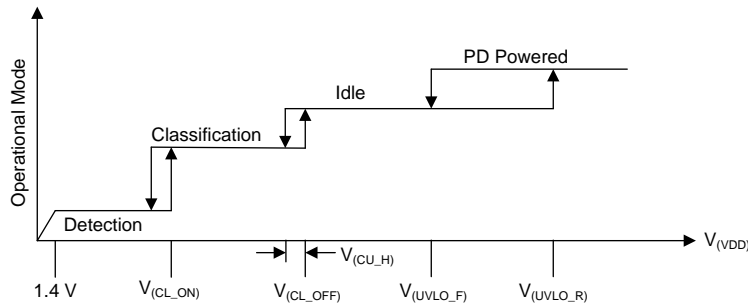 Operational Mode
PD Powered
Idle
Classification
Detection
V(VDD)
V(CU_H)
1.4 V
V(CL_ON)
V(CL_OFF)
V(UVLO_F)
V(UVLO_R)